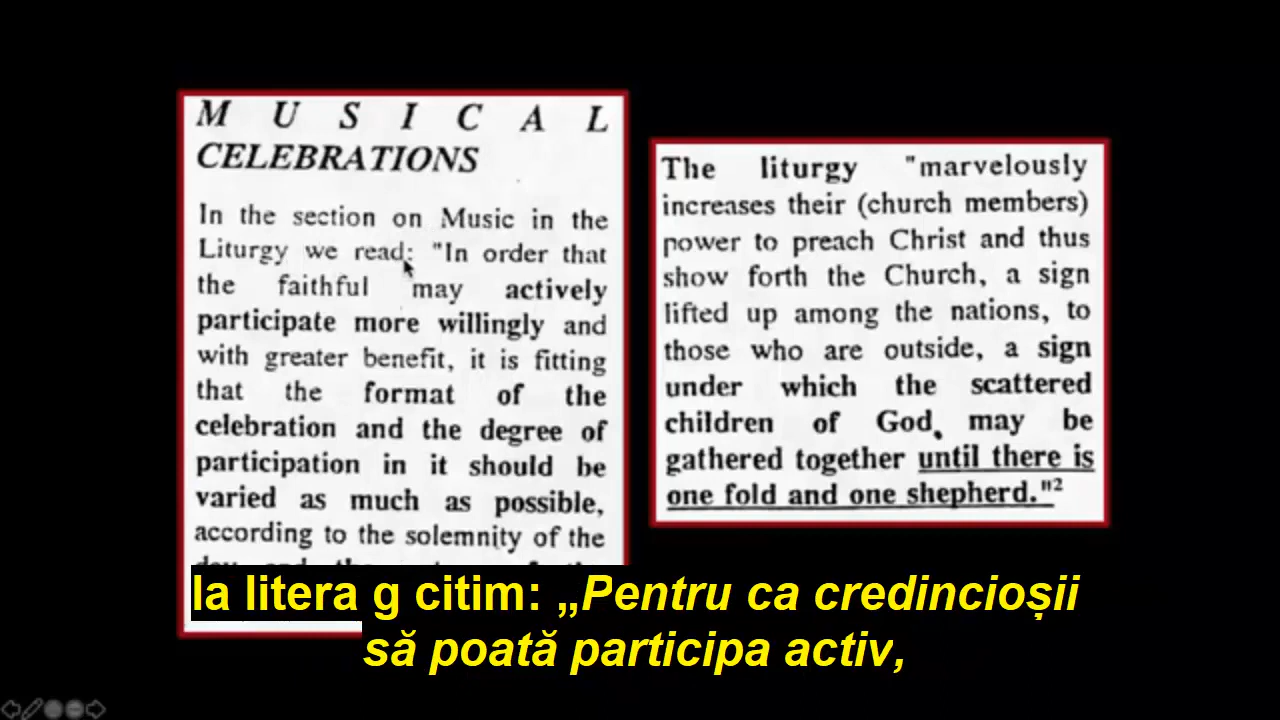 M U S I C A L
CELEBRATIONS
In the section on Music in the
Liturgy we read: "In order that
the faithful may actively
participate more willingly and
with greater benefit, it is fitting
that the format of the
celebration and the degree of
participation in it should be
varied as much as possible,
according to the solemnity of the
The liturgy "marvelously
increases their (church members)
power to preach Christ and thus
show forth the Church, a sign
lifted up among the nations, to
those who are outside, a sign
under which the scattered
children of God, may be
gathered together until there is
one fold and one shepherd."2
la litera g citim: „Pentru ca credincioșii
să poată participa activ,